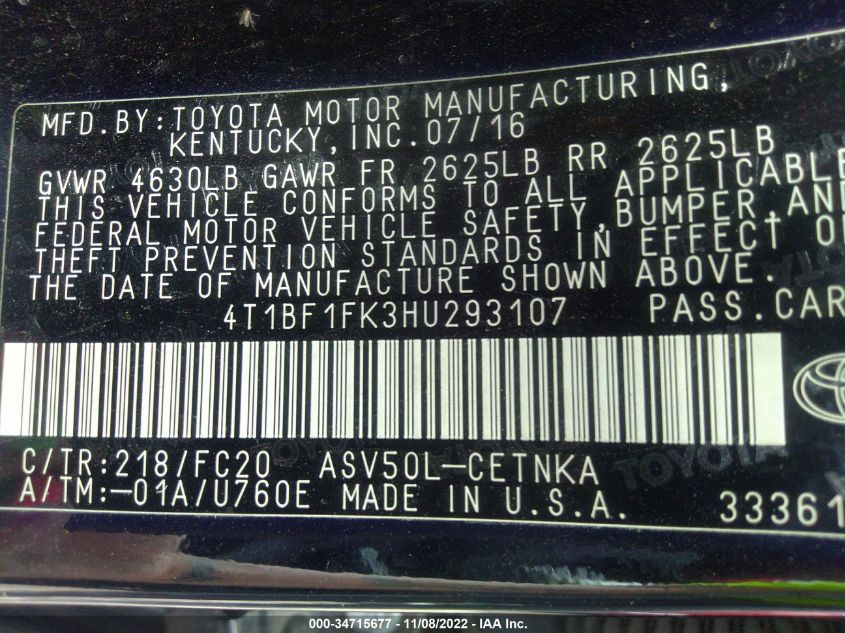 MFD.BY:TOYOTA MOTOR MANUFACTURING,
KENTUCKY,INC.07/16
GVWR 4630LB GAWR FR 2625LB RR 2625LB
THIS VEHICLE CONFORMS TO ALL APPLICABLE
FEDERAL MOTOR VEHICLE SAFETY,BUMPER,AND
THEFT PREVENTION STANDARDS IN EFFECT
THE DATE OF MANUFACTURE SHOWN ABOVE.
4T1BF1FK3HU293107 PASS.CAR
C/TR:218/FC20 ASV50L-CETNKA
A/TM:-01A/U760E MADE IN U.S.A.
33361
000-34715677 - 11/08/2022 - IAA Inc.